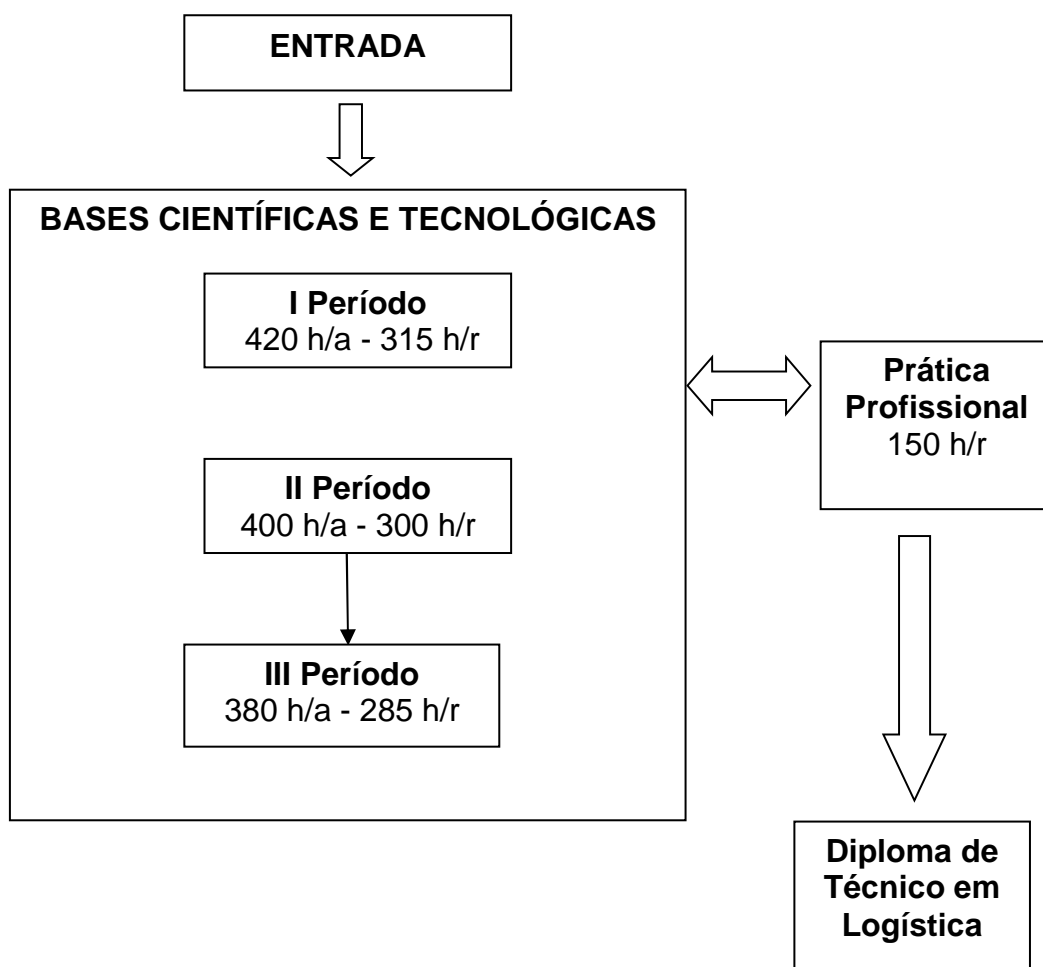 ENTRADA
BASES CIENTÍFICAS E TECNOLÓGICAS
I Período
420 h/a - 315 h/r
II Período
400 h/a - 300 h/r
III Período
380 h/a - 285 h/r
Prática
Profissional
150 h/r
Diploma de
Técnico em
Logística